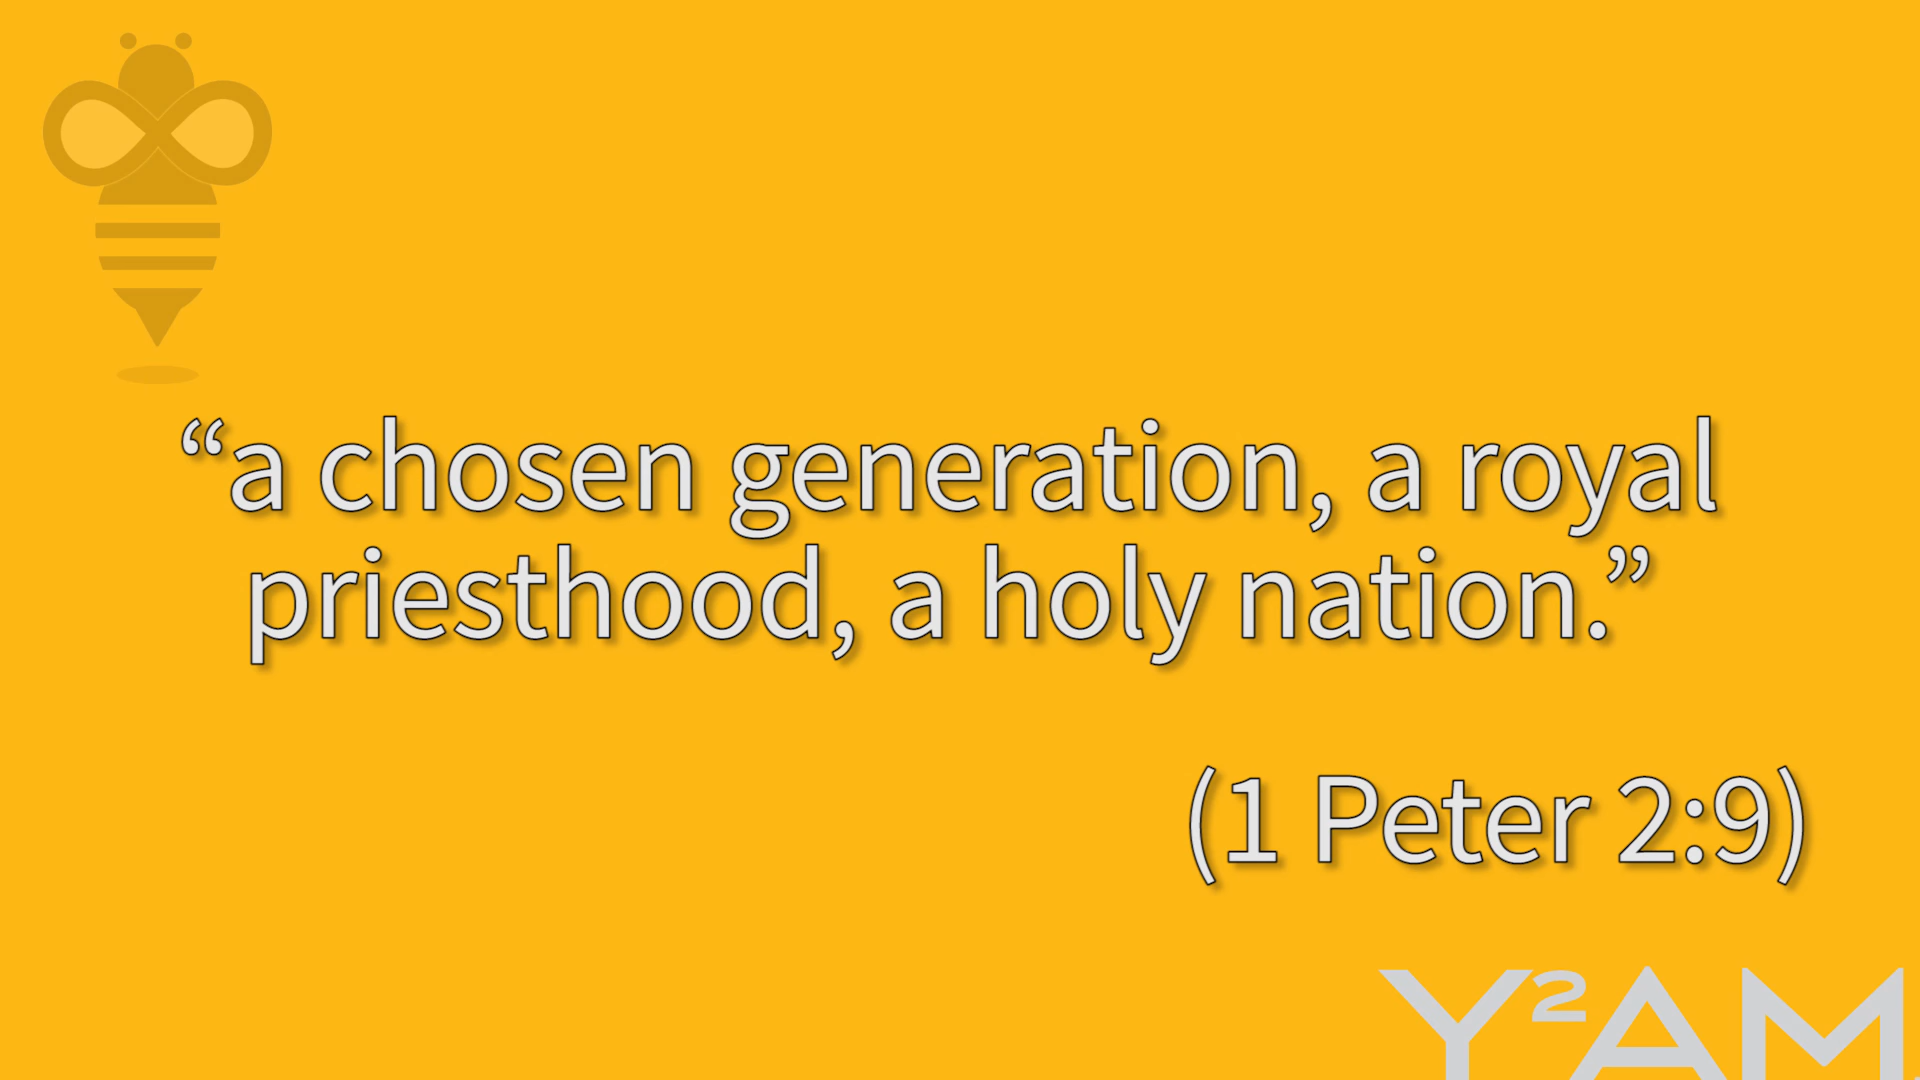 “a chosen generation, a royal
priesthood, a holy nation.”
(1 Peter 2:9)
Y²AM